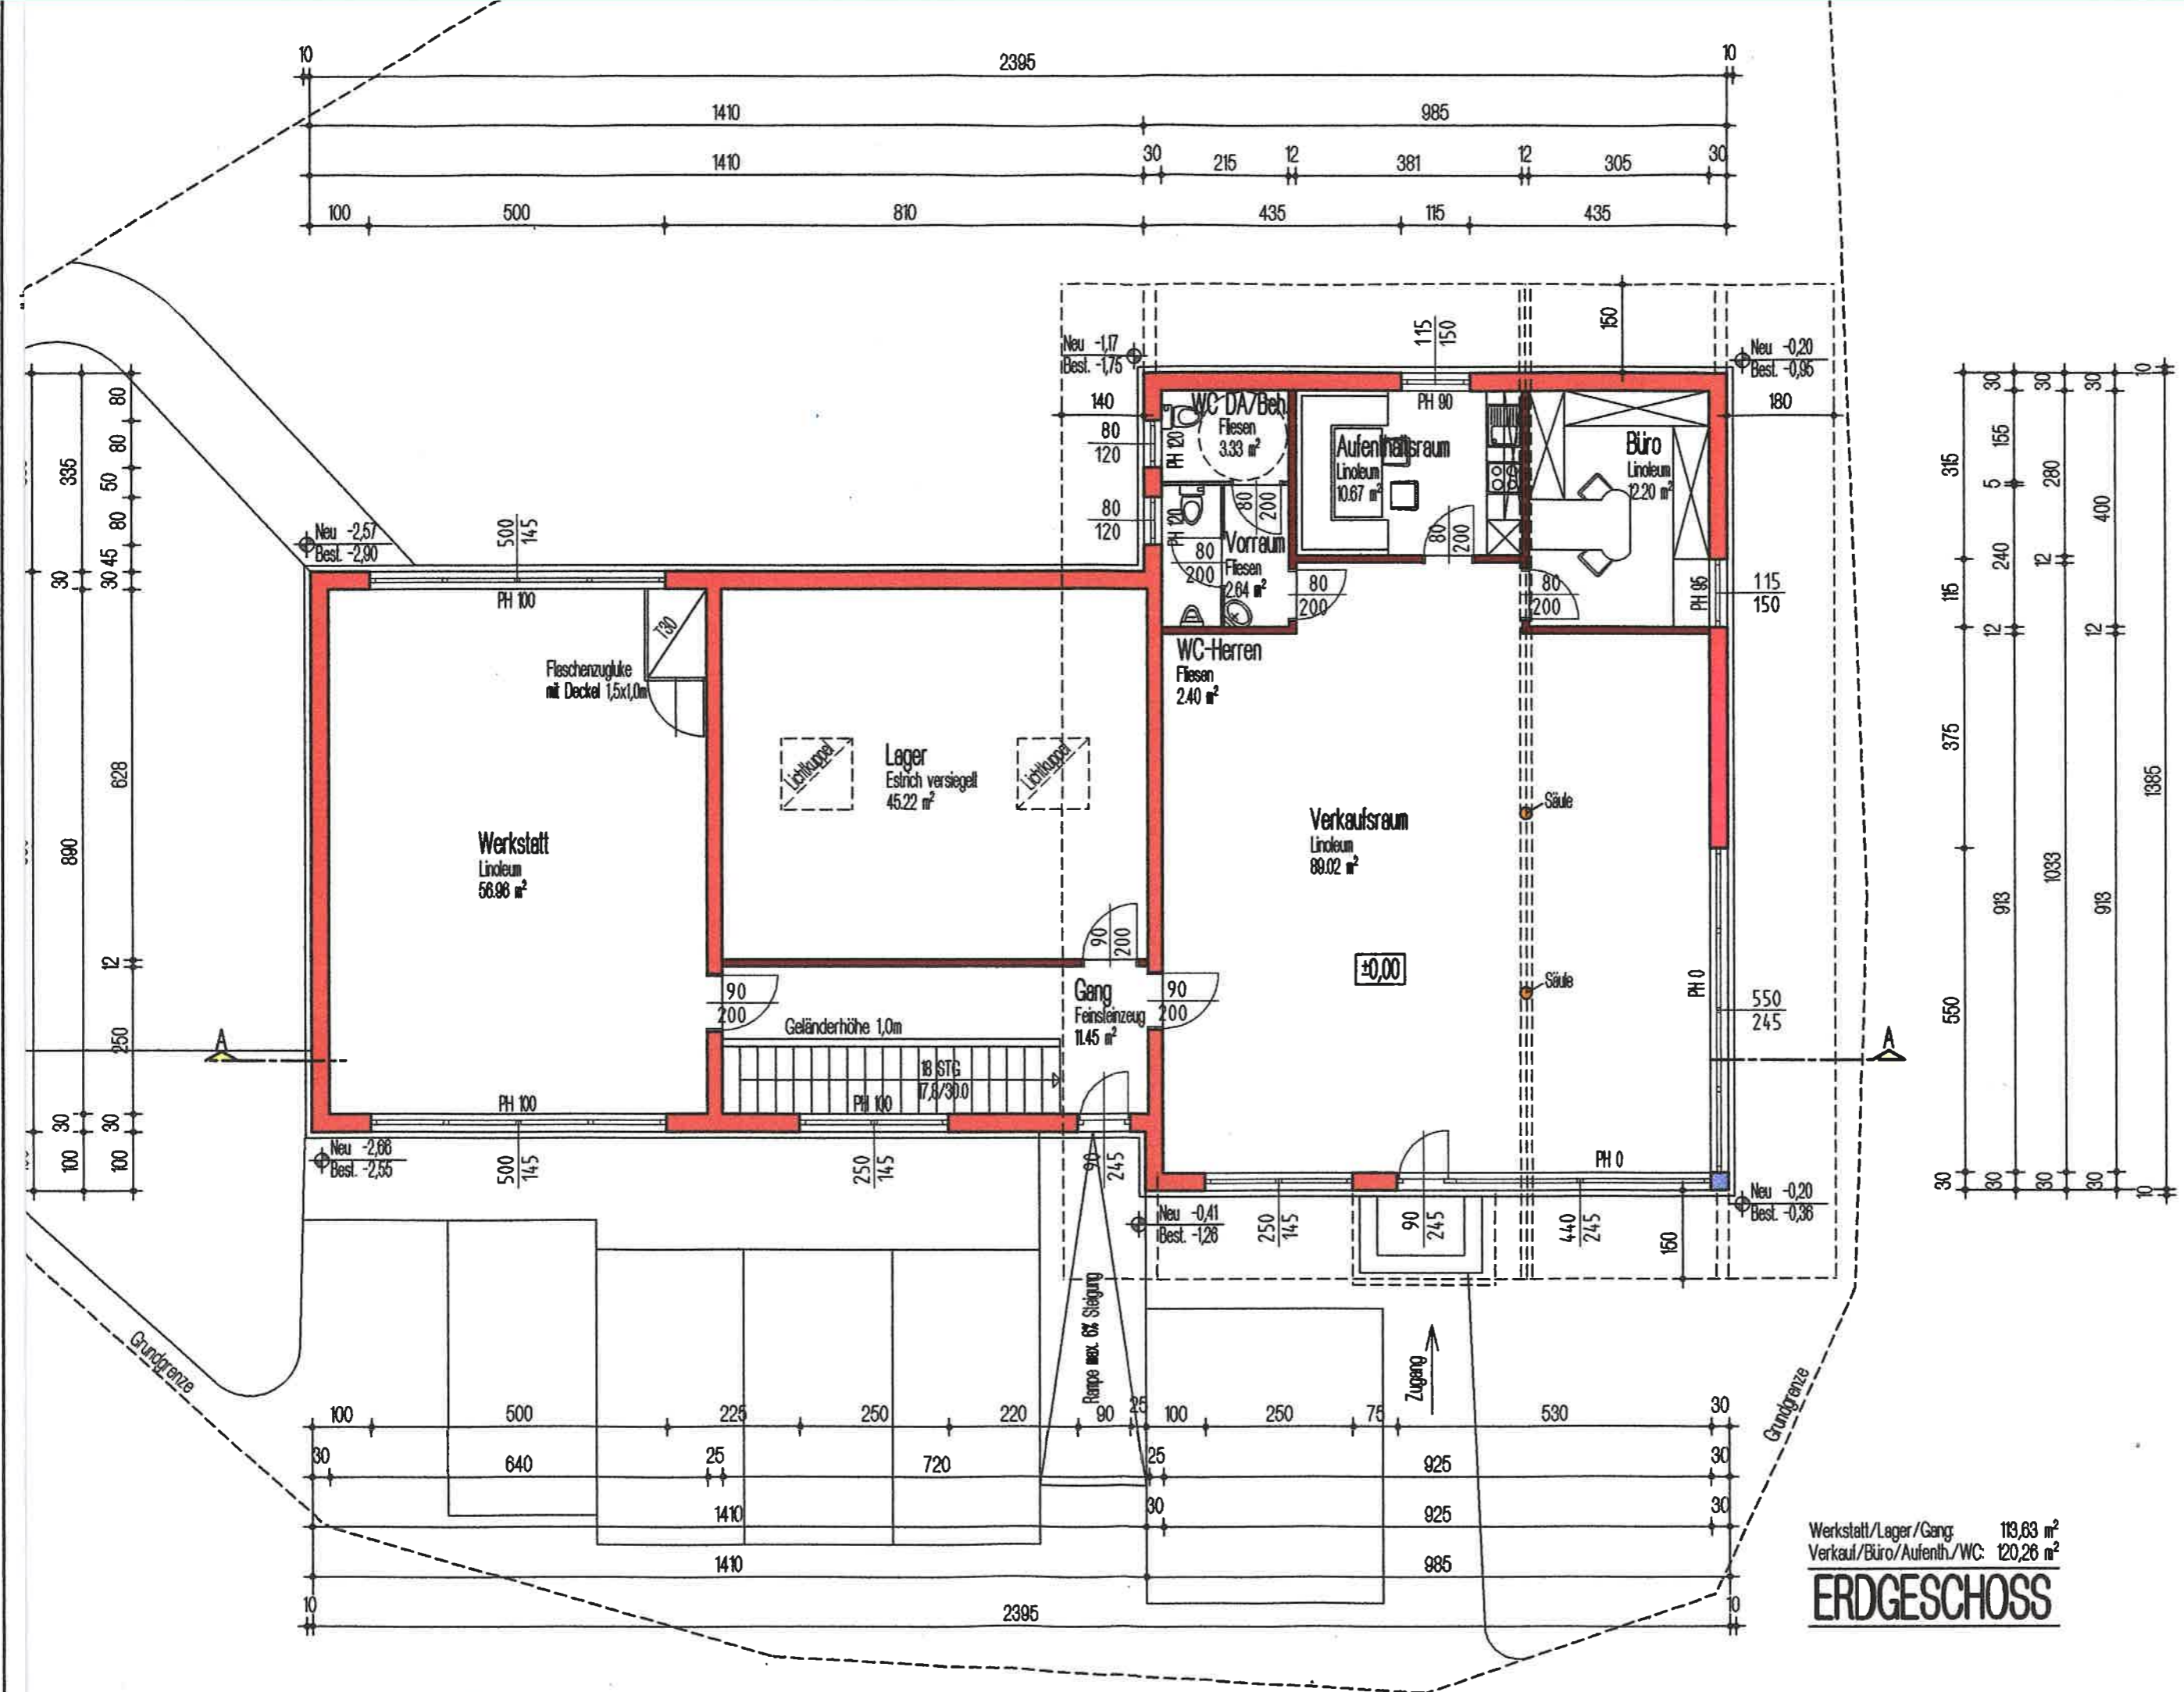 10
2395
10
1410
985
1410
30
215
12
381
12
305
30
100
500
810
435
115
435
150
115
150
Neu -1,17
Best. -1,75
Neu -0,20
Best. -0,95
140
180
80
80
50
80
45
30
335
30
890
628
12
250
30
100
30
100
Neu -2,57
Best. -2,90
500
145
PH 100
80
120
PH 120
80
120
PH 120
WC DA/Beh.
Fliesen
3.33 m²
80
200
PH 90
Aufenthaltsraum
Linoleum
10.67 m²
80
200
Büro
Linoleum
12.20 m²
80
200
Vorraum
Fliesen
2.64 m²
80
200
80
200
PH 95
115
150
WC-Herren
Fliesen
2.40 m²
T30
Flaschenzugluke
mit Deckel 1,5x1,0m
Lichtkuppel
Lager
Estrich versiegelt
45.22 m²
Lichtkuppel
Werkstatt
Linoleum
56.96 m²
Verkaufsraum
Linoleum
89.02 m²
Säule
Säule
±0,00
90
200
90
200
Gang
Feinsteinzeug
11.45 m²
90
200
Geländerhöhe 1,0m
18 STG
17,8/30.0
PH 0
550
245
A
A
PH 100
PH 100
PH 0
Neu -2,66
Best. -2,55
500
145
250
145
90
245
Neu -0,41
Best. -1,26
250
145
90
245
440
245
150
Neu -0,20
Best. -0,36
315
115
375
550
30
30
155
5
240
12
913
30
30
280
12
1033
30
30
400
12
913
30
10
1385
10
Rampe max. 6% Steigung
Zugang
Grundgrenze
Grundgrenze
100
500
225
250
220
90
25
100
250
75
530
30
30
640
25
720
25
925
30
1410
30
925
30
1410
985
10
2395
10
Werkstatt/Lager/Gang: 113,63 m²
Verkauf/Büro/Aufenth./WC: 120,26 m²
ERDGESCHOSS